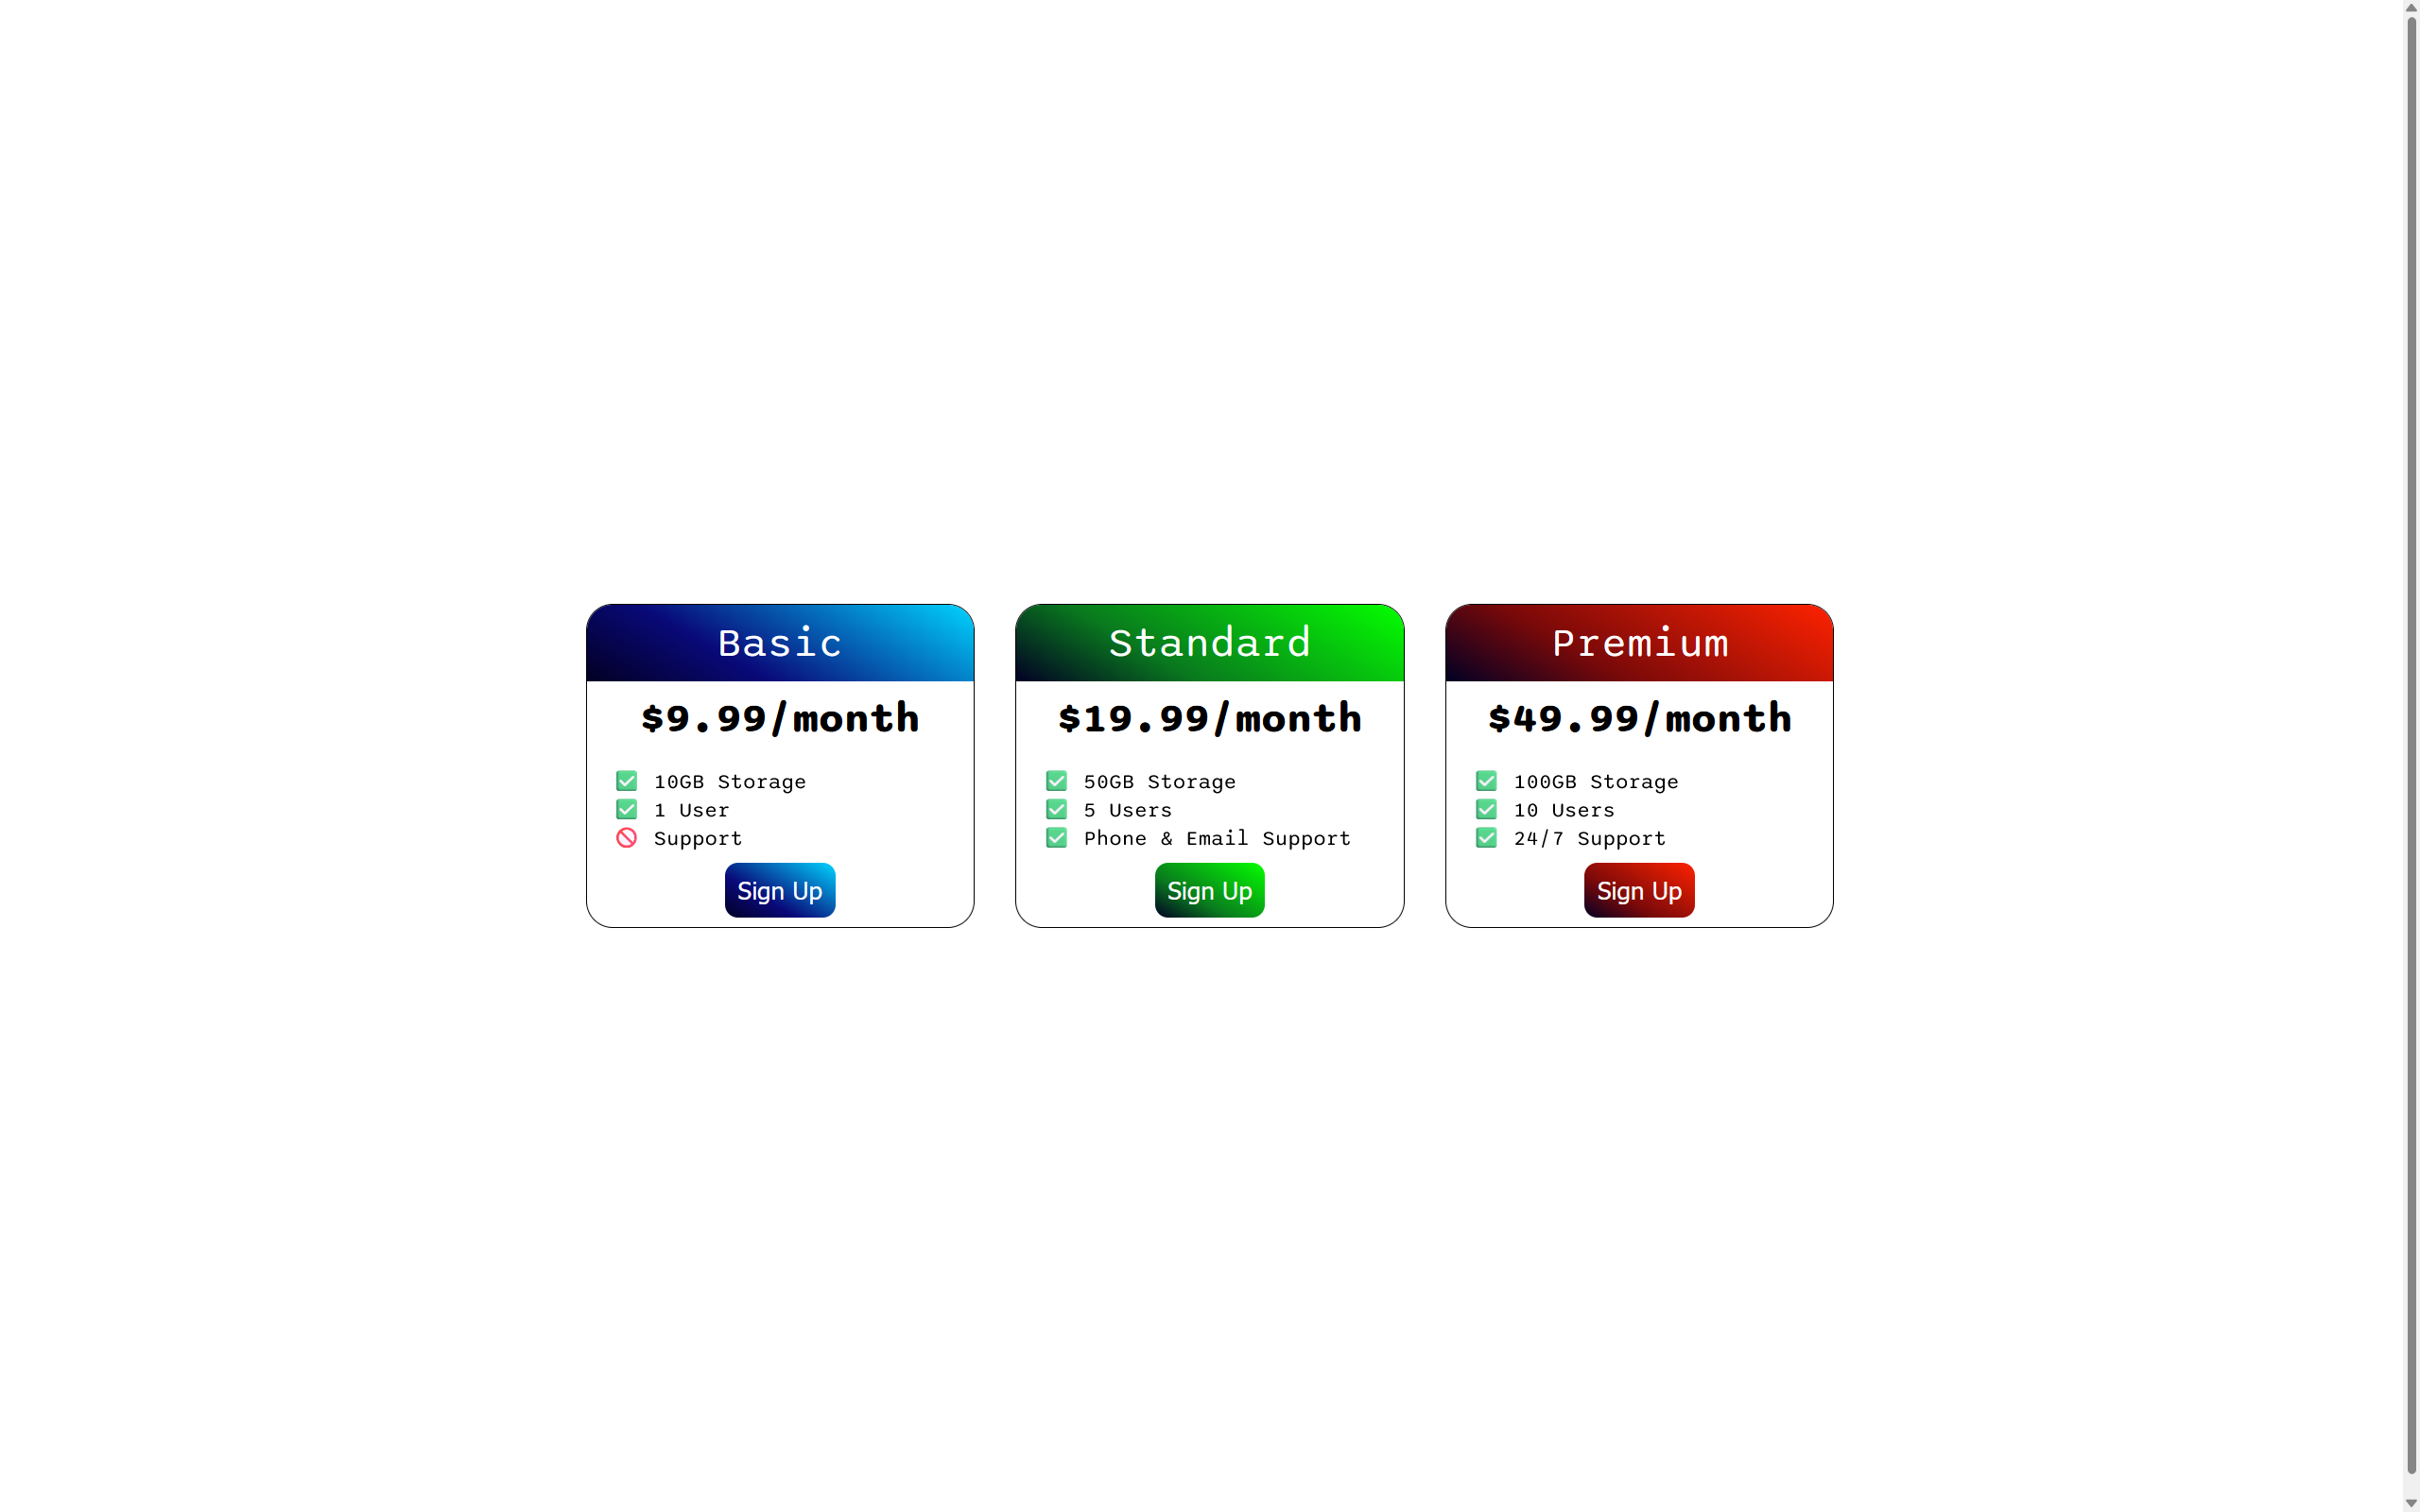 Basic
$9.99/month
✅ 10GB Storage
✅ 1 User
🚫 Support
Sign Up
Standard
$19.99/month
✅ 50GB Storage
✅ 5 Users
✅ Phone & Email Support
Sign Up
Premium
$49.99/month
✅ 100GB Storage
✅ 10 Users
✅ 24/7 Support
Sign Up